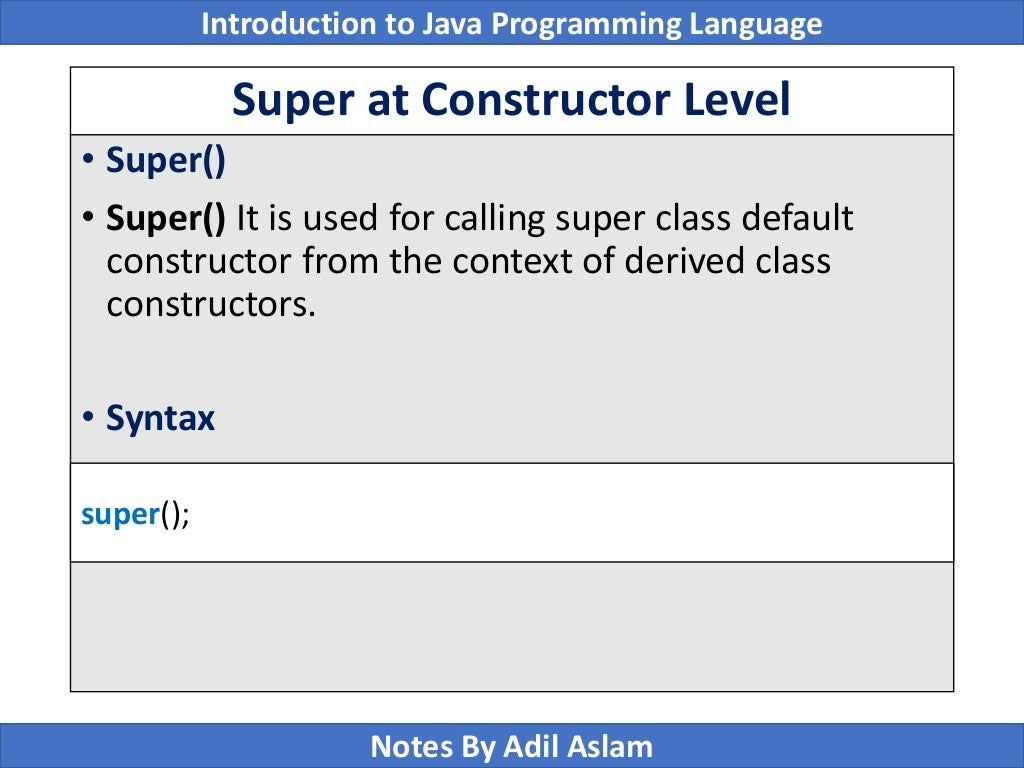 Introduction to Java Programming Language
Super at Constructor Level
• Super()
• Super() It is used for calling super class default
constructor from the context of derived class
constructors.
• Syntax
super();
Notes By Adil Aslam